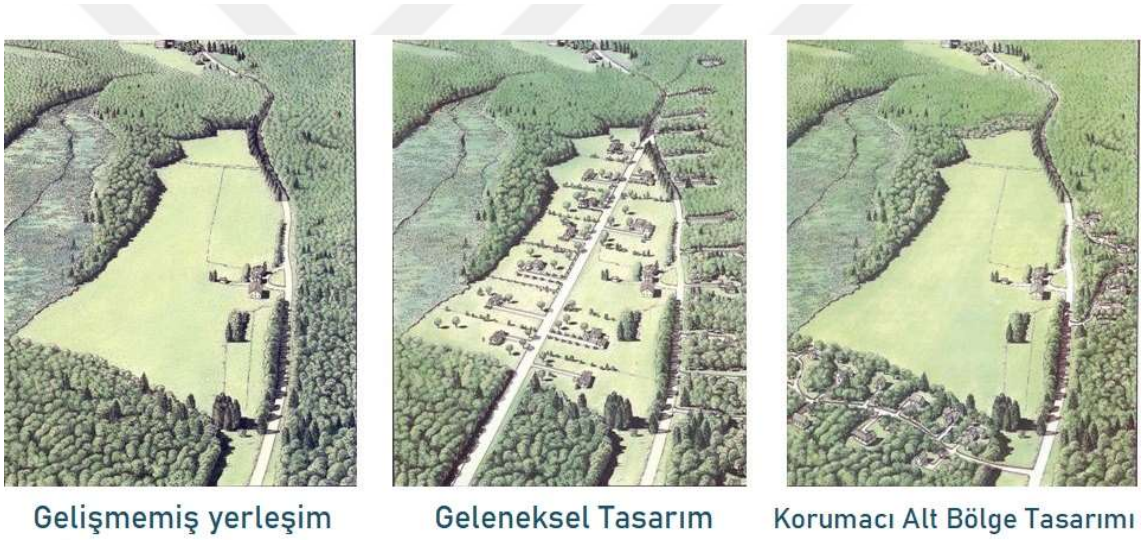 Gelişmemiş yerleşim
Geleneksel Tasarım
Korumacı Alt Bölge Tasarımı